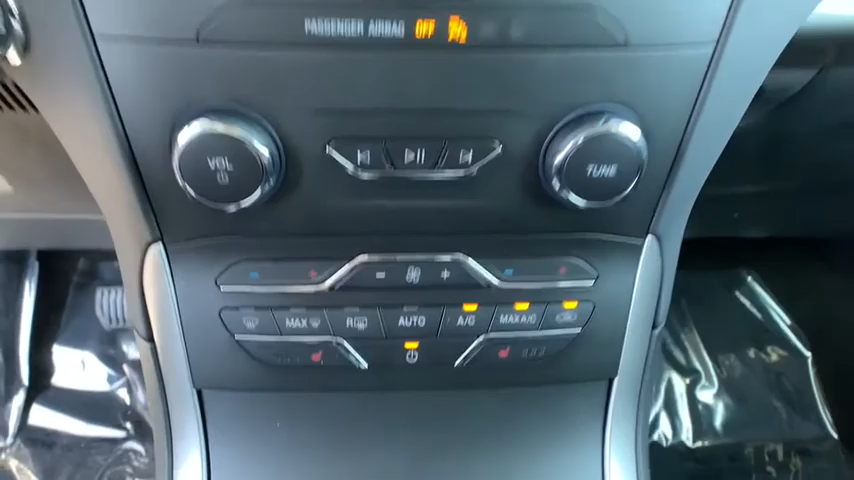 PASSENGER AIRBAG OFF
VOL
TUNE
MAX
R
AUTO
A/C
MAX A/C